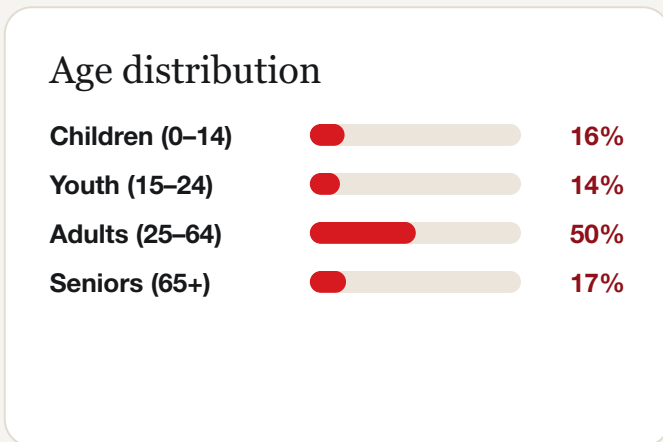 Age distribution
Children (0–14) 16%
Youth (15–24) 14%
Adults (25–64) 50%
Seniors (65+) 17%